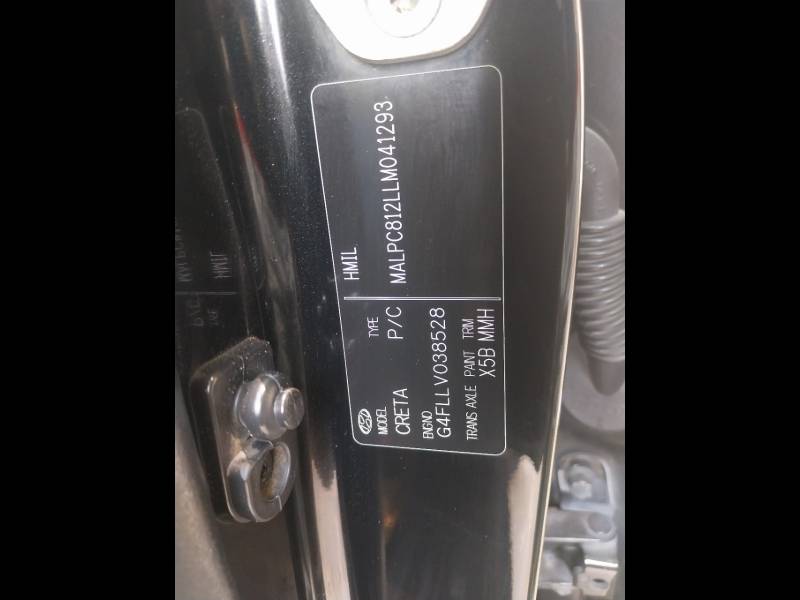 HMIL
MODEL TYPE
CRETA P/C MALPC812LLM041293
ENGNO
G4FLLV038528
TRANS AXLE PAINT TRIM
X5B MMH